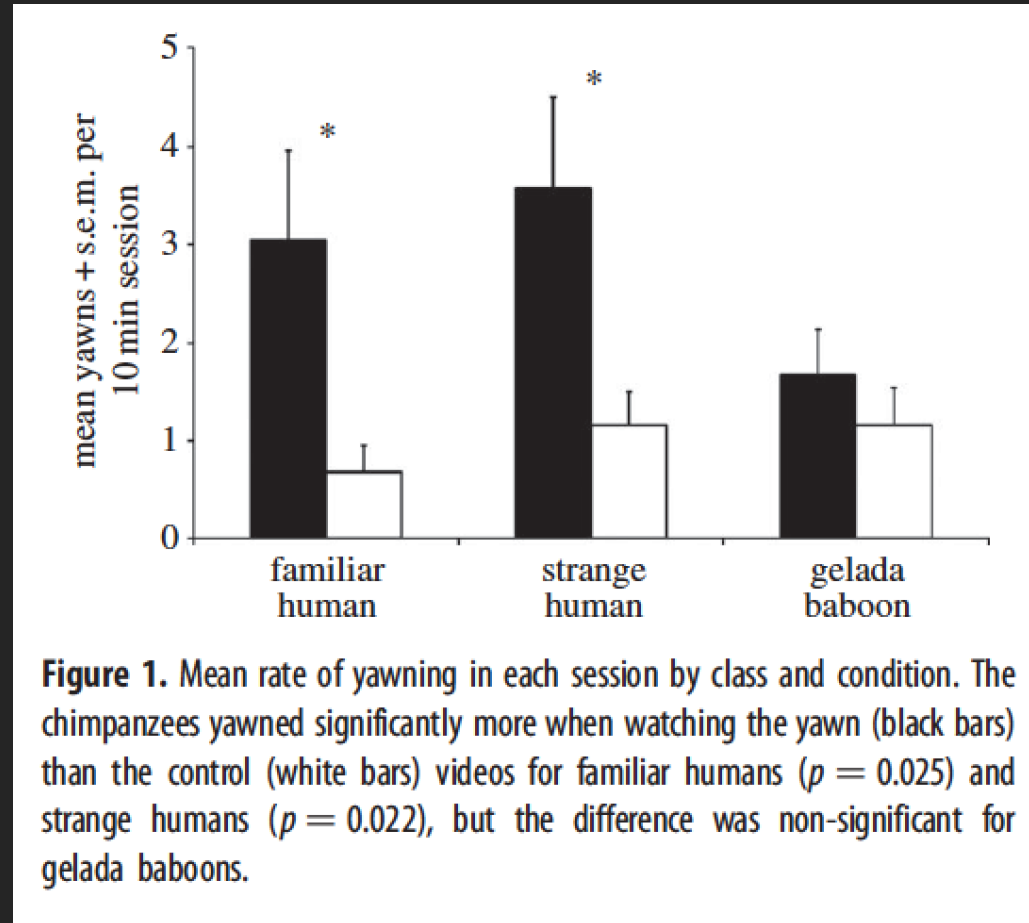 mean yawns + s.e.m. per
10 min session
5
4
3
2
1
0
*
*
familiar
human
strange
human
gelada
baboon
Figure 1. Mean rate of yawning in each session by class and condition. The
chimpanzees yawned significantly more when watching the yawn (black bars)
than the control (white bars) videos for familiar humans (p = 0.025) and
strange humans (p = 0.022), but the difference was non-significant for
gelada baboons.